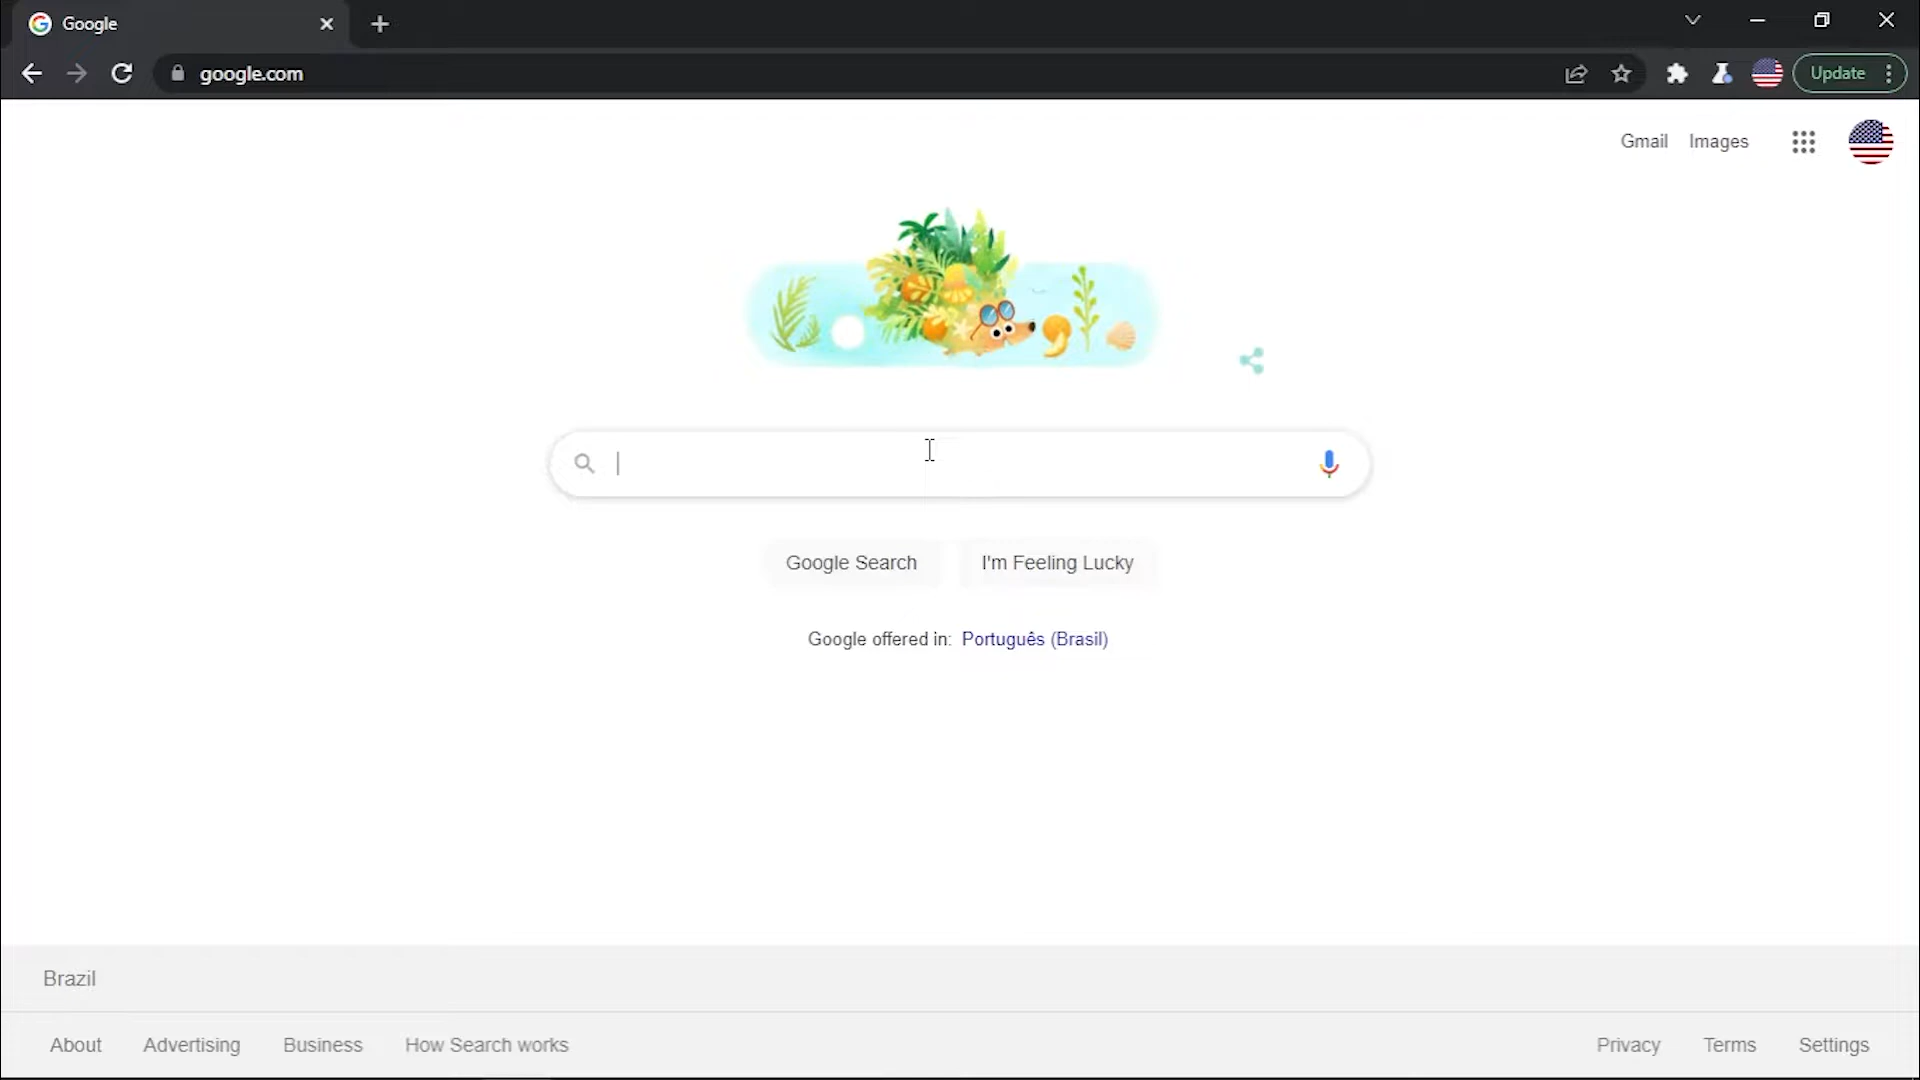 Google
google.com
Update
Gmail Images
Google Search I'm Feeling Lucky
Google offered in: Português (Brasil)
Brazil
About Advertising Business How Search works Privacy Terms Settings